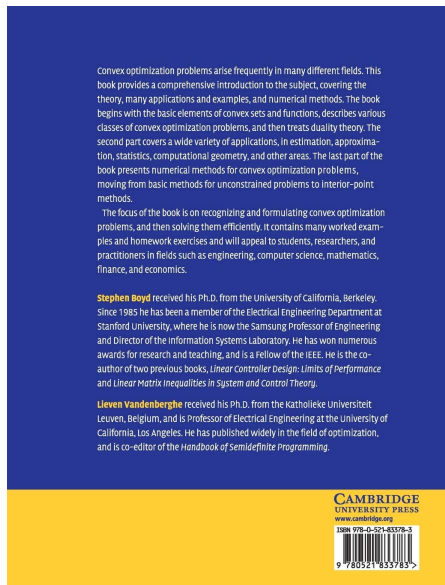 Convex optimization problems arise frequently in many different fields. This
book provides a comprehensive introduction to the subject, covering the
theory, many applications and examples, and numerical methods. The book
begins with the basic elements of convex sets and functions, describes various
classes of convex optimization problems, and then treats duality theory. The
second part covers a wide variety of applications, in estimation, approxima-
tion, statistics, computational geometry, and other areas. The last part of the
book presents numerical methods for convex optimization problems,
moving from basic methods for unconstrained problems to interior-point
methods.
The focus of the book is on recognizing and formulating convex optimization
problems, and then solving them efficiently. It contains many worked exam-
ples and homework exercises and will appeal to students, researchers, and
practitioners in fields such as engineering, computer science, mathematics,
finance, and economics.
Stephen Boyd received his Ph.D. from the University of California, Berkeley.
Since 1985 he has been a member of the Electrical Engineering Department at
Stanford University, where he is now the Samsung Professor of Engineering
and Director of the Information Systems Laboratory. He has won numerous
awards for research and teaching, and is a Fellow of the IEEE. He is the co-
author of two previous books, Linear Controller Design: Limits of Performance
and Linear Matrix Inequalities in System and Control Theory.
Lieven Vandenberghe received his Ph.D. from the Katholieke Universiteit
Leuven, Belgium, and is Professor of Electrical Engineering at the University of
California, Los Angeles. He has published widely in the field of optimization,
and is co-editor of the Handbook of Semidefinite Programming.
CAMBRIDGE
UNIVERSITY PRESS
www.cambridge.org
ISBN 978-0-521-83378-3
9 780521 833783 >